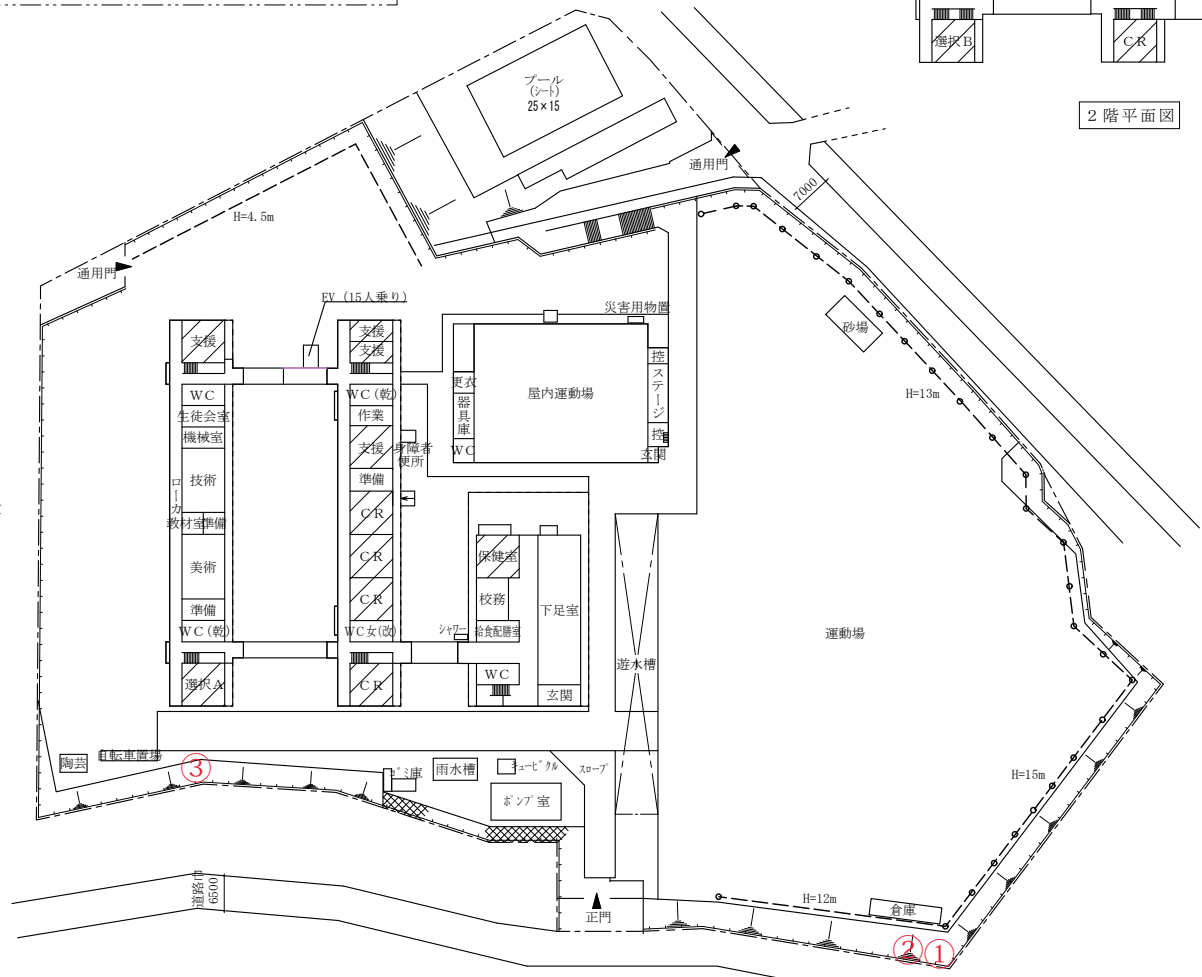 選択B
CR
2階平面図
プール
(シート)
25×15
通用門
7000
H=4.5m
通用門
EV (15人乗り)
災害用物置
砂場
支援
支援
支援
控
ステージ
控
玄関
H=13m
更衣
器具庫
WC
屋内運動場
WC
生徒会室
機械室
技術
ローカ
教材室
準備
美術
準備
WC(乾)
選択A
WC(乾)
作業
支援
身障者
便所
準備
CR
CR
CR
WC女(改)
CR
保健室
校務
下足室
シャワー
給食配膳室
WC
玄関
遊水槽
運動場
陶芸
自転車置場
③
ゴミ庫
雨水槽
キュービクル
スロープ
ポンプ室
H=15m
道路巾
6500
正門
H=12m
倉庫
②
①